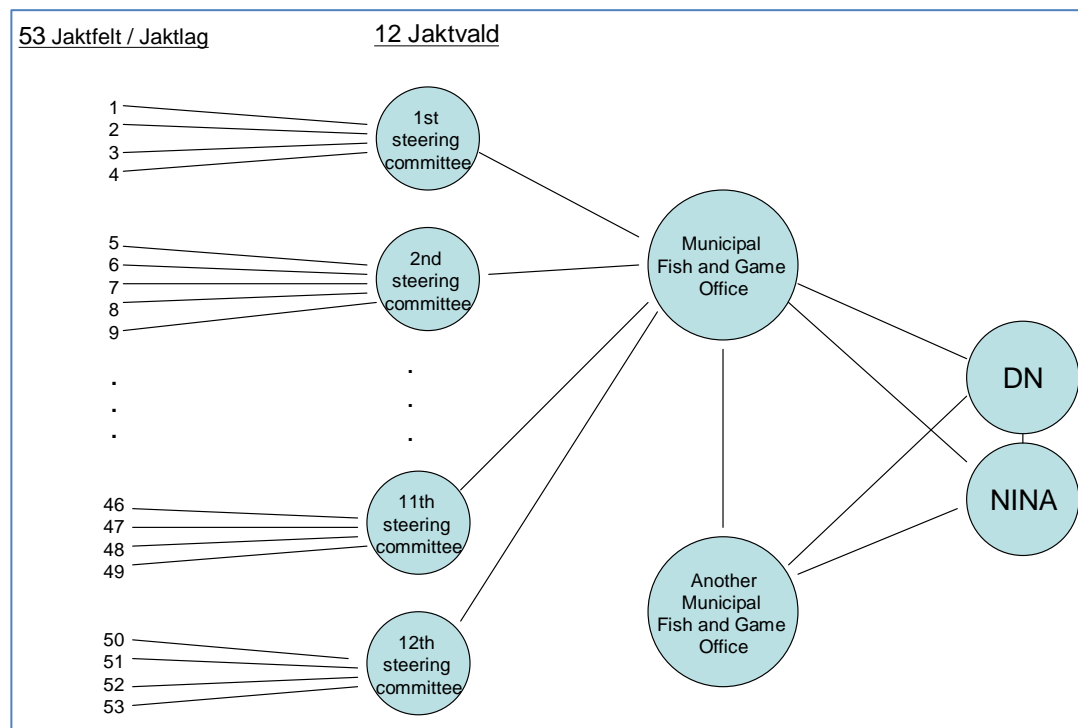 53 Jaktfelt / Jaktlag
12 Jaktvald
1
2
3
4
1st
steering
committee
5
6
7
8
9
2nd
steering
committee
Municipal
Fish and Game
Office
.
.
.
.
.
.
DN
NINA
46
47
48
49
11th
steering
committee
Another
Municipal
Fish and Game
Office
50
51
52
53
12th
steering
committee